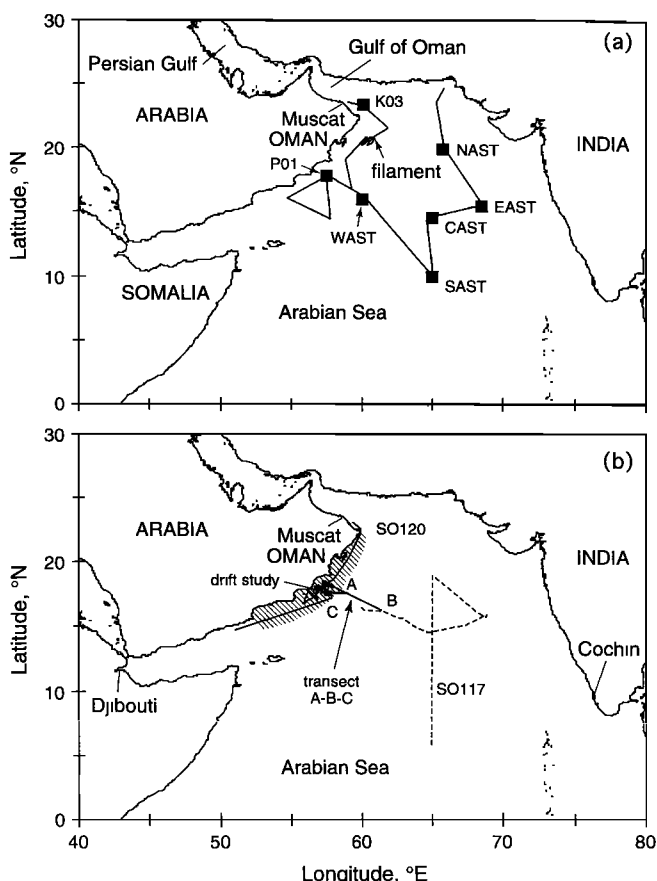 30
(a)
Gulf of Oman
Persian Gulf
K03
ARABIA
Muscat
OMAN
INDIA
20
NAST
filament
P01
EAST
WAST
CAST
10
SAST
SOMALIA
Arabian Sea
0
Latitude, °N
30
(b)
ARABIA
Muscat
SO120
OMAN
INDIA
20
drift study
A
B
C
transect
A-B-C
SO117
Cochin
10
Djibouti
Arabian Sea
0
Latitude, °N
40
50
60
70
80
Longitude, °E